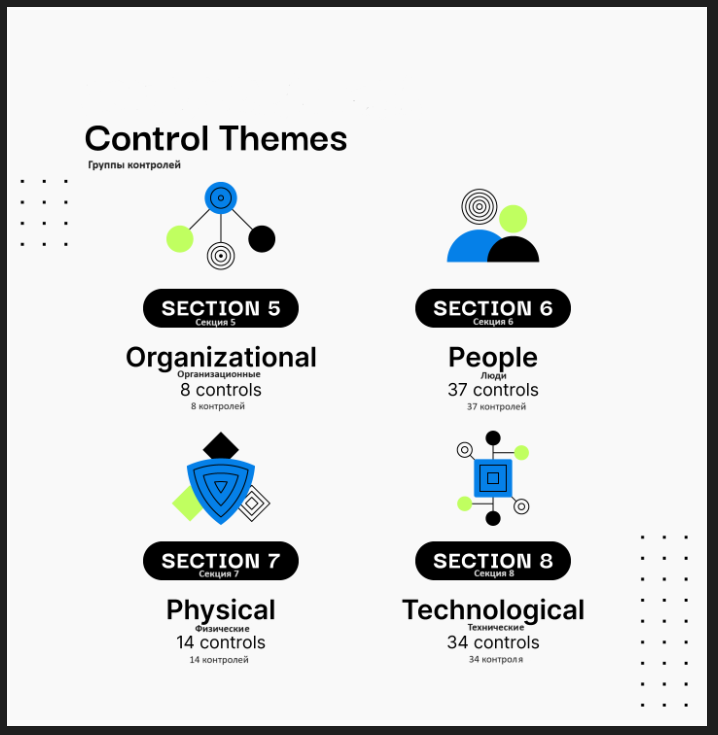 Control Themes
Группы контролей
SECTION 5
Секция 5
Organizational
Организационные
8 controls
8 контролей
SECTION 6
Секция 6
People
Люди
37 controls
37 контролей
SECTION 7
Секция 7
Physical
Физические
14 controls
14 контролей
SECTION 8
Секция 8
Technological
Технические
34 controls
34 контроля